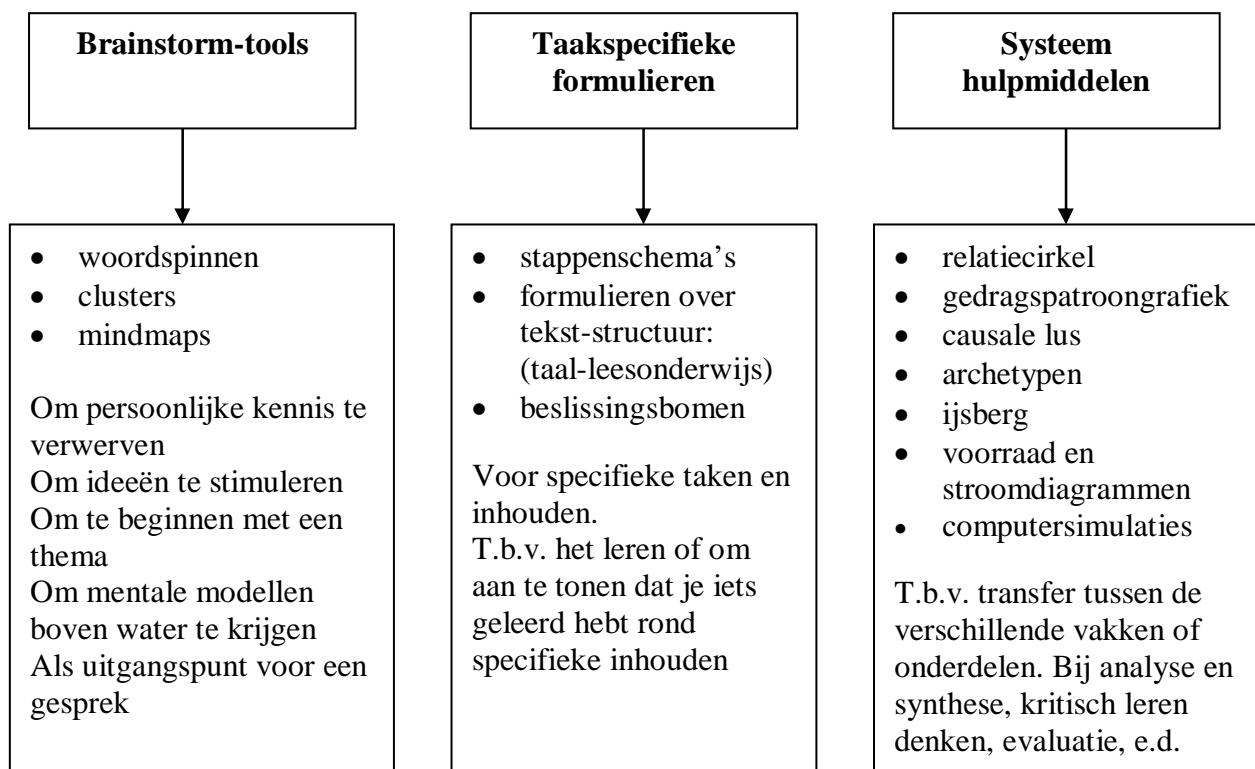 Brainstorm-tools
• woordspinnen
• clusters
• mindmaps
Om persoonlijke kennis te
verwerven
Om ideeën te stimuleren
Om te beginnen met een
thema
Om mentale modellen
boven water te krijgen
Als uitgangspunt voor een
gesprek
Taakspecifieke
formulieren
• stappenschema’s
• formulieren over
tekst-structuur:
(taal-leesonderwijs)
• beslissingsbomen
Voor specifieke taken en
inhouden.
T.b.v. het leren of om
aan te tonen dat je iets
geleerd hebt rond
specifieke inhouden
Systeem
hulpmiddelen
• relatiecirkel
• gedragspatroongrafiek
• causale lus
• archetypen
• ijsberg
• voorraad en
stroomdiagrammen
• computersimulaties
T.b.v. transfer tussen de
verschillende vakken of
onderdelen. Bij analyse en
synthese, kritisch leren
denken, evaluatie, e.d.